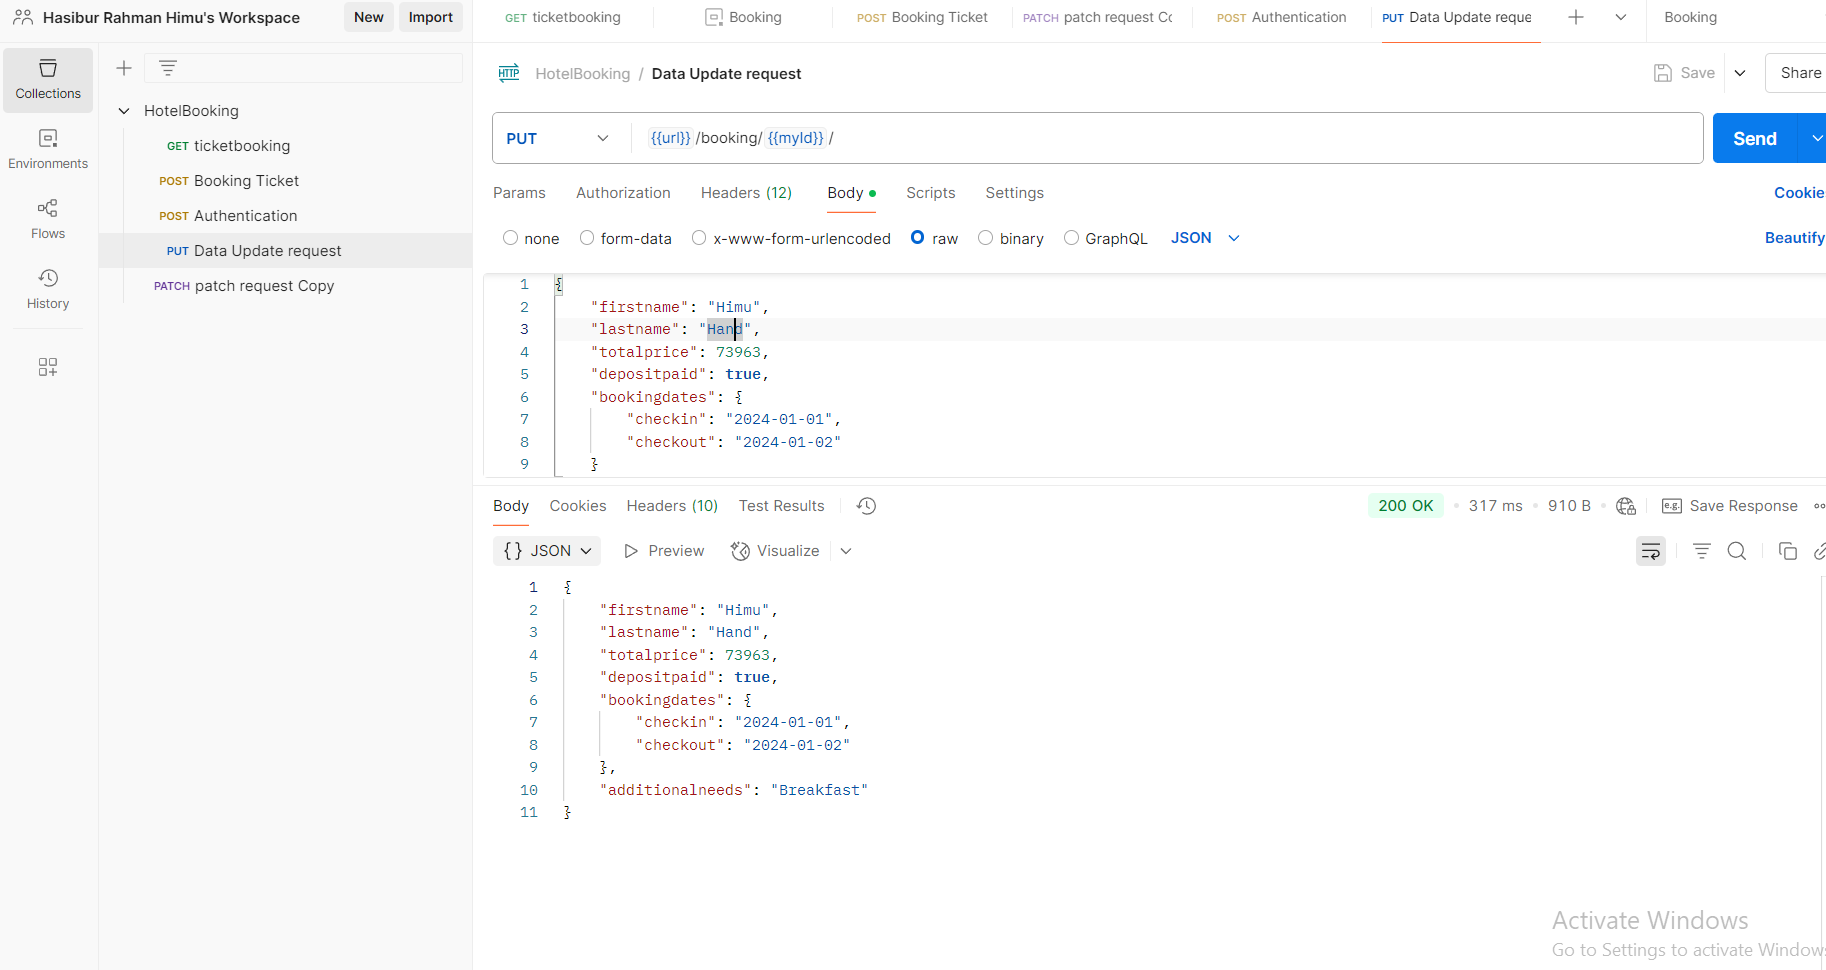 Hasibur Rahman Himu's Workspace New Import
GET ticketbooking Booking POST Booking Ticket PATCH patch request Cc POST Authentication PUT Data Update reque Booking
Collections
Environments
Flows
History
HotelBooking
GET ticketbooking
POST Booking Ticket
POST Authentication
PUT Data Update request
PATCH patch request Copy
HTTP HotelBooking / Data Update request Save Share
PUT {{url}} /booking/ {{myId}} / Send
Params Authorization Headers (12) Body Scripts Settings Cookie
none form-data x-www-form-urlencoded raw binary GraphQL JSON Beautify
1 {
2 "firstname": "Himu",
3 "lastname": "Hand",
4 "totalprice": 73963,
5 "depositpaid": true,
6 "bookingdates": {
7 "checkin": "2024-01-01",
8 "checkout": "2024-01-02"
9 }
Body Cookies Headers (10) Test Results 200 OK • 317 ms • 910 B • e.g. Save Response
{} JSON Preview Visualize
1 {
2 "firstname": "Himu",
3 "lastname": "Hand",
4 "totalprice": 73963,
5 "depositpaid": true,
6 "bookingdates": {
7 "checkin": "2024-01-01",
8 "checkout": "2024-01-02"
9 },
10 "additionalneeds": "Breakfast"
11 }
Activate Windows
Go to Settings to activate Window